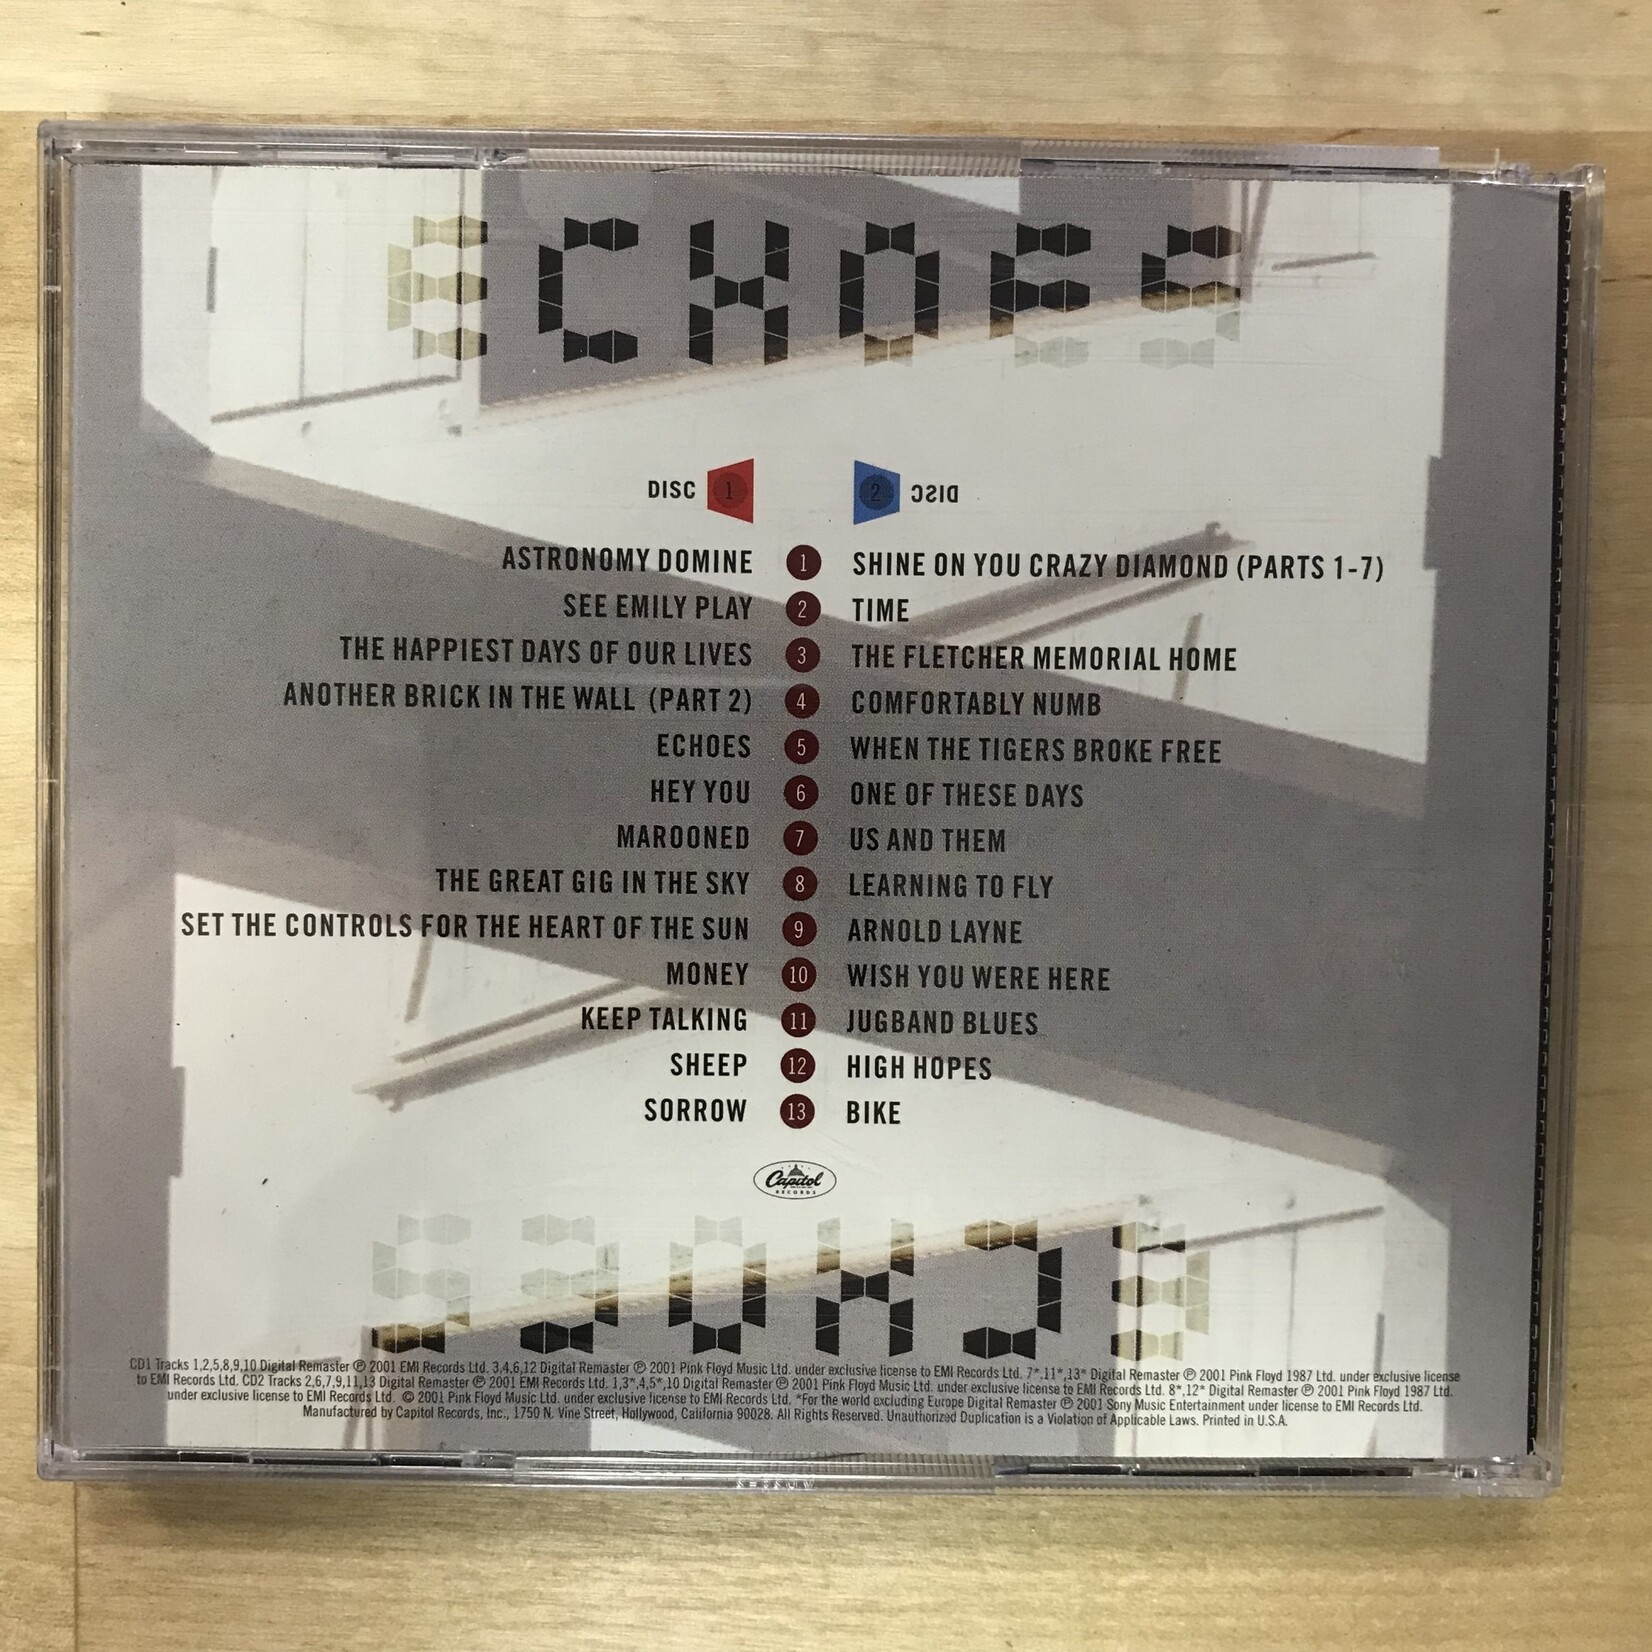 ECHOES
DISC 1
2 DISC
ASTRONOMY DOMINE 1 SHINE ON YOU CRAZY DIAMOND (PARTS 1-7)
SEE EMILY PLAY 2 TIME
THE HAPPIEST DAYS OF OUR LIVES 3 THE FLETCHER MEMORIAL HOME
ANOTHER BRICK IN THE WALL (PART 2) 4 COMFORTABLY NUMB
ECHOES 5 WHEN THE TIGERS BROKE FREE
HEY YOU 6 ONE OF THESE DAYS
MAROONED 7 US AND THEM
THE GREAT GIG IN THE SKY 8 LEARNING TO FLY
SET THE CONTROLS FOR THE HEART OF THE SUN 9 ARNOLD LAYNE
MONEY 10 WISH YOU WERE HERE
KEEP TALKING 11 JUGBAND BLUES
SHEEP 12 HIGH HOPES
SORROW 13 BIKE
Capitol
RECORDS
ECHOES
CD1 Tracks 1,2,5,8,9,10 Digital Remaster ℗ 2001 EMI Records Ltd. 3,4,6,12 Digital Remaster ℗ 2001 Pink Floyd Music Ltd. under exclusive license to EMI Records Ltd. 7*,11*,13* Digital Remaster ℗ 2001 Pink Floyd 1987 Ltd. under exclusive license
to EMI Records Ltd. CD2 Tracks 2,6,7,9,11,13 Digital Remaster ℗ 2001 EMI Records Ltd. 1,3*,4,5*,10 Digital Remaster ℗ 2001 Pink Floyd Music Ltd. under exclusive license to EMI Records Ltd. 8*,12* Digital Remaster ℗ 2001 Pink Floyd 1987 Ltd.
under exclusive license to EMI Records Ltd. © 2001 Pink Floyd Music Ltd. under exclusive license to EMI Records Ltd. *For the world excluding Europe Digital Remaster ℗ 2001 Sony Music Entertainment under license to EMI Records Ltd.
Manufactured by Capitol Records, Inc., 1750 N. Vine Street, Hollywood, California 90028. All Rights Reserved. Unauthorized Duplication is a Violation of Applicable Laws. Printed in U.S.A.